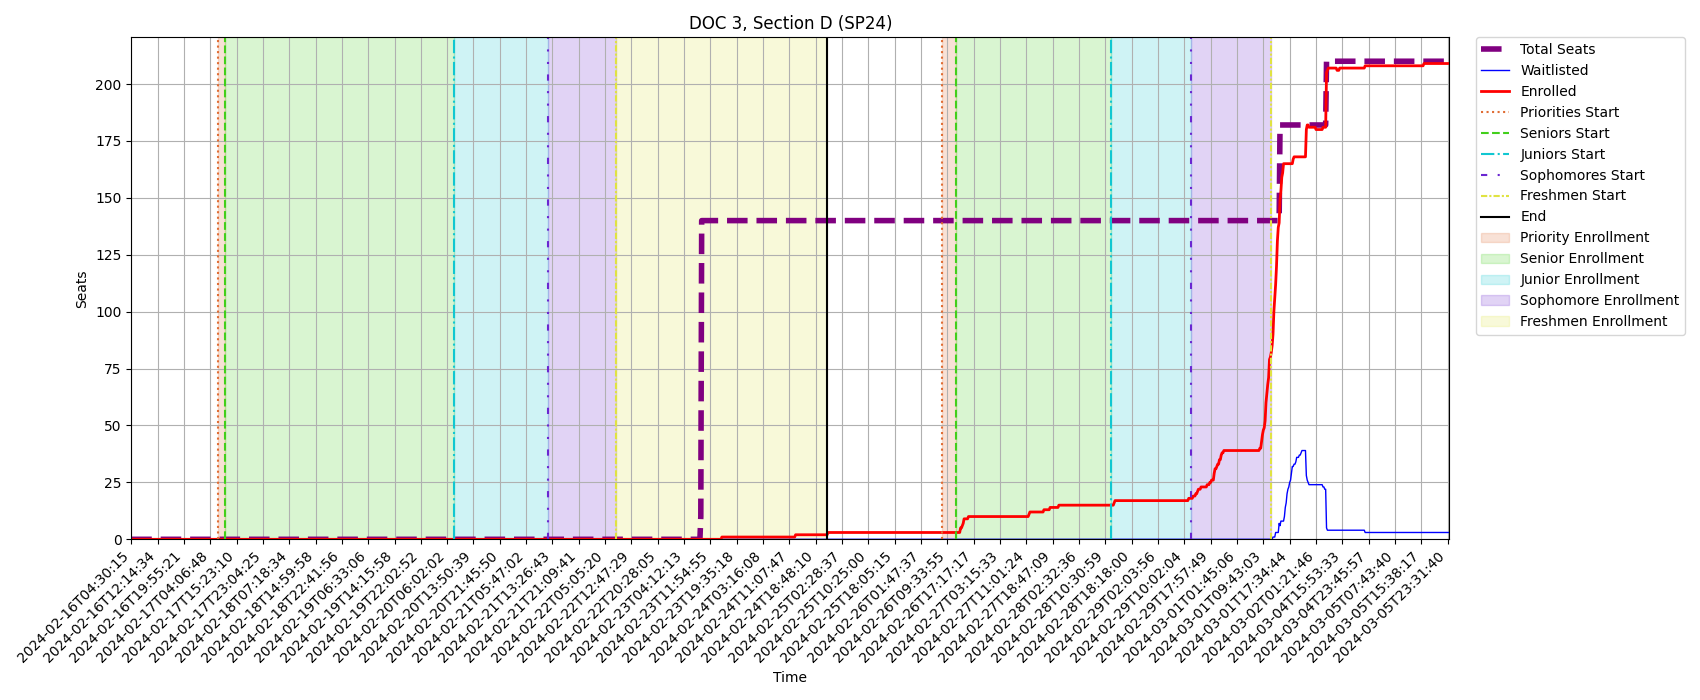 DOC 3, Section D (SP24)
Total Seats
Waitlisted
Enrolled
Priorities Start
Seniors Start
Juniors Start
Sophomores Start
Freshmen Start
End
Priority Enrollment
Senior Enrollment
Junior Enrollment
Sophomore Enrollment
Freshmen Enrollment
Seats
200
175
150
125
100
75
50
25
0
2024-02-16T04:30:15
2024-02-16T12:14:34
2024-02-16T19:55:21
2024-02-17T04:06:48
2024-02-17T15:23:16
2024-02-17T23:04:25
2024-02-18T07:18:34
2024-02-18T14:59:58
2024-02-18T22:41:56
2024-02-19T06:33:06
2024-02-19T14:15:58
2024-02-19T22:02:52
2024-02-20T06:02:02
2024-02-20T13:50:39
2024-02-20T21:45:50
2024-02-21T05:47:02
2024-02-21T13:26:43
2024-02-21T21:09:41
2024-02-22T05:05:20
2024-02-22T12:47:29
2024-02-22T20:28:05
2024-02-23T04:12:13
2024-02-23T11:54:55
2024-02-23T19:35:18
2024-02-24T03:16:08
2024-02-24T11:07:47
2024-02-24T18:48:10
2024-02-25T02:28:37
2024-02-25T10:25:00
2024-02-25T18:05:15
2024-02-26T01:47:37
2024-02-26T09:33:55
2024-02-26T17:17:17
2024-02-27T03:15:33
2024-02-27T11:01:24
2024-02-27T18:47:09
2024-02-28T02:32:36
2024-02-28T10:30:59
2024-02-28T18:18:00
2024-02-29T02:03:56
2024-02-29T10:02:04
2024-02-29T17:57:49
2024-03-01T01:45:06
2024-03-01T09:43:03
2024-03-01T17:34:44
2024-03-02T01:21:46
2024-03-04T15:53:33
2024-03-04T23:45:57
2024-03-05T07:43:40
2024-03-05T15:38:17
2024-03-05T23:31:40
Time